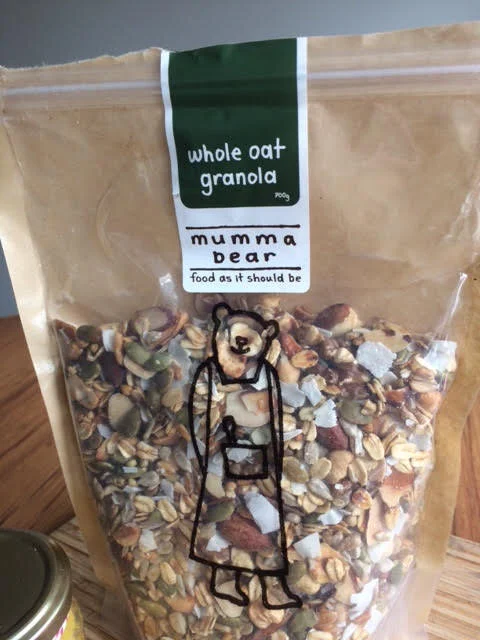 whole oat
granola
700g
mumma
bear
food as it should be